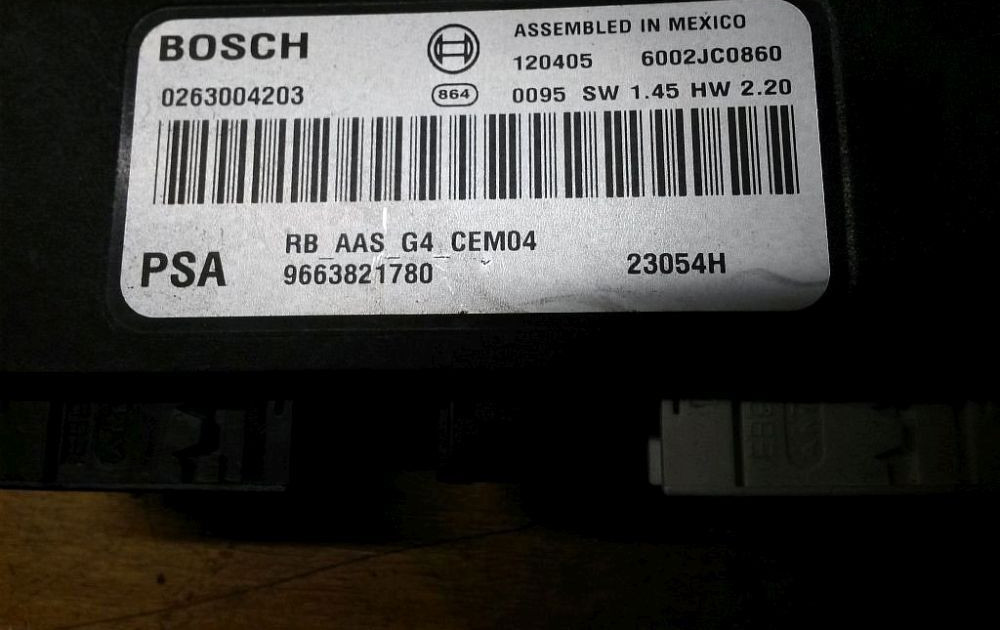 BOSCH
ASSEMBLED IN MEXICO
120405 6002JC0860
0263004203
864
0095 SW 1.45 HW 2.20
PSA
RB_AAS_G4_CEM04
9663821780
23054H